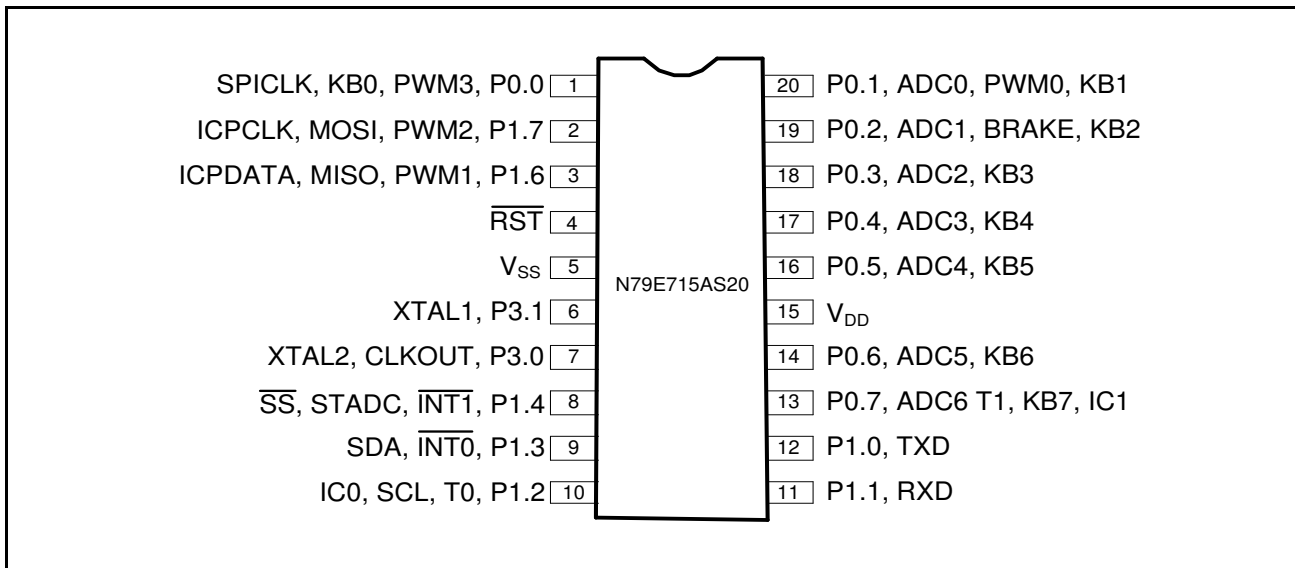 SPICLK, KB0, PWM3, P0.0 1 20 P0.1, ADC0, PWM0, KB1
ICPCLK, MOSI, PWM2, P1.7 2 19 P0.2, ADC1, BRAKE, KB2
ICPDATA, MISO, PWM1, P1.6 3 18 P0.3, ADC2, KB3
R̅S̅T̅ 4 17 P0.4, ADC3, KB4
VSS 5 16 P0.5, ADC4, KB5
N79E715AS20
XTAL1, P3.1 6 15 VDD
XTAL2, CLKOUT, P3.0 7 14 P0.6, ADC5, KB6
S̅S̅, STADC, I̅N̅T̅1̅, P1.4 8 13 P0.7, ADC6 T1, KB7, IC1
SDA, I̅N̅T̅0̅, P1.3 9 12 P1.0, TXD
IC0, SCL, T0, P1.2 10 11 P1.1, RXD